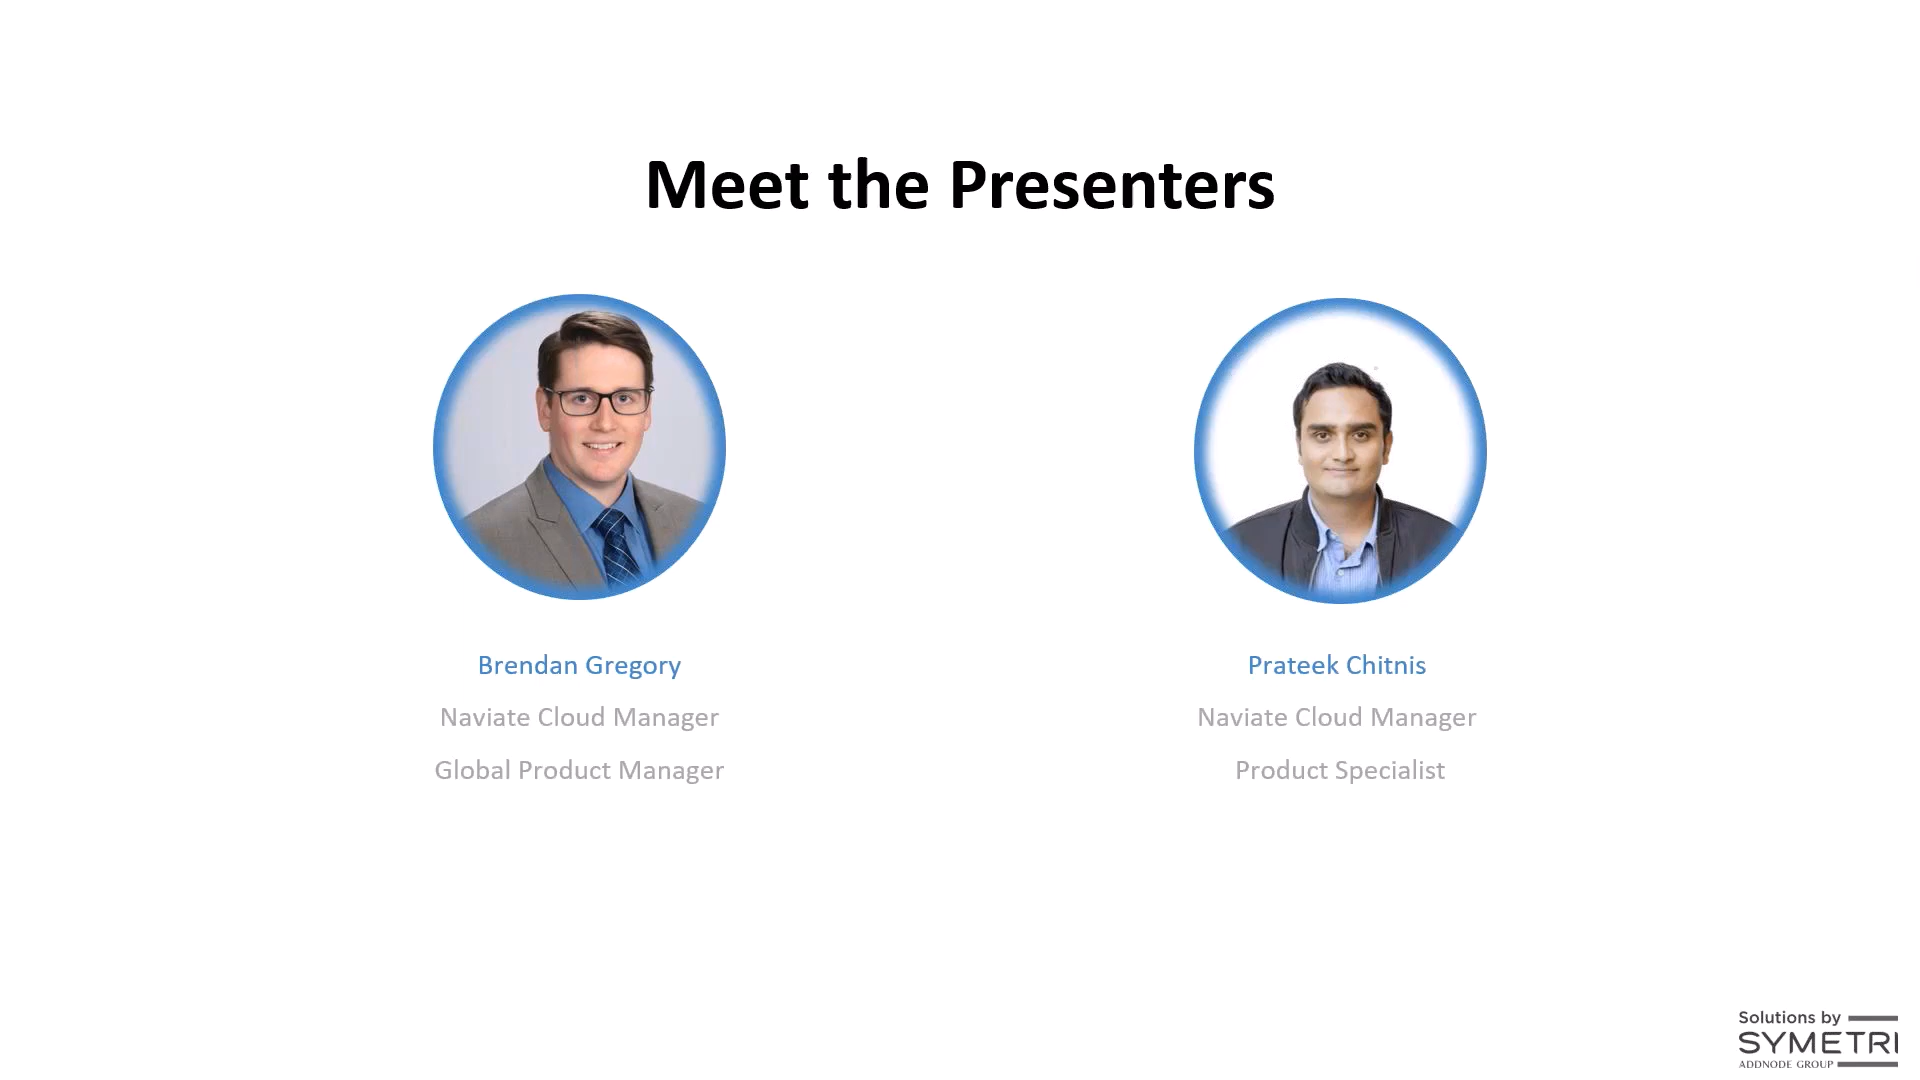 Meet the Presenters
Brendan Gregory
Naviate Cloud Manager
Global Product Manager
Prateek Chitnis
Naviate Cloud Manager
Product Specialist
Solutions by
SYMETRI
ADDNODE GROUP